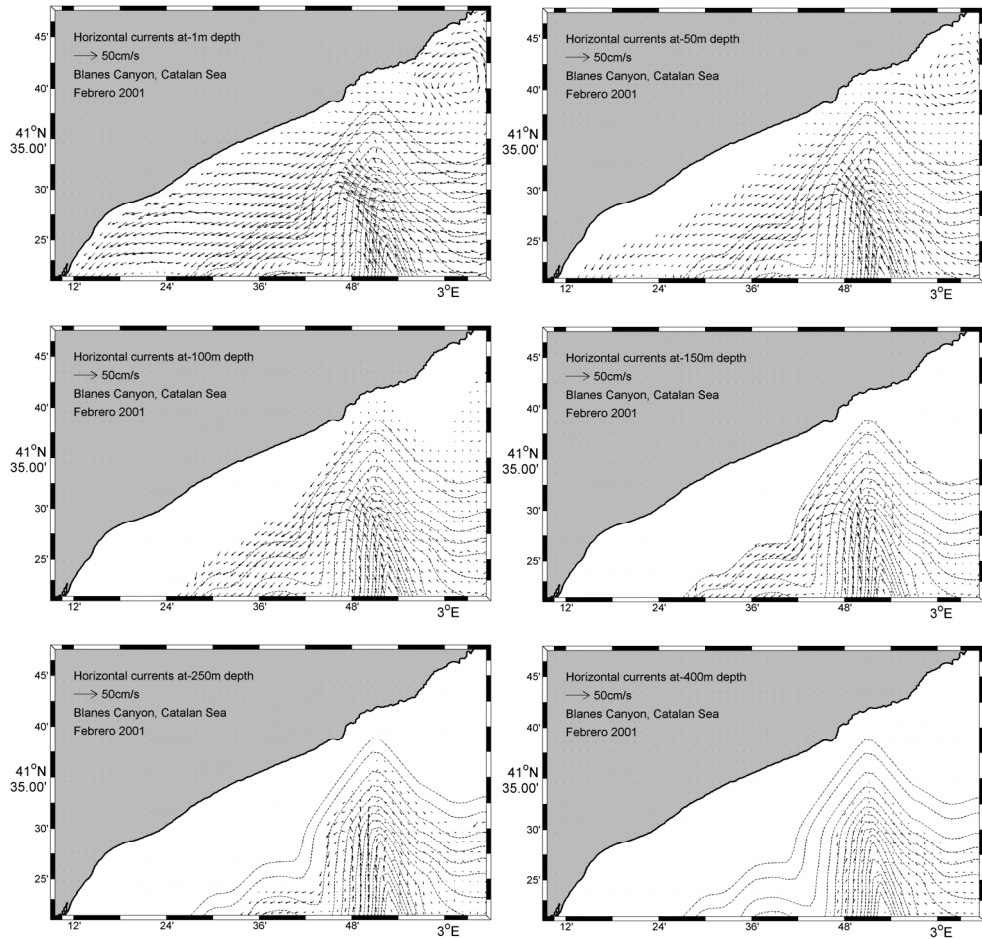 Horizontal currents at-1m depth
50cm/s
Blanes Canyon, Catalan Sea
Febrero 2001
45'
40'
41°N
35.00'
30'
25'
12'
24'
36'
48'
3°E
Horizontal currents at-50m depth
50cm/s
Blanes Canyon, Catalan Sea
Febrero 2001
45'
40'
41°N
35.00'
30'
25'
12'
24'
36'
48'
3°E
Horizontal currents at-100m depth
50cm/s
Blanes Canyon, Catalan Sea
Febrero 2001
45'
40'
41°N
35.00'
30'
25'
12'
24'
36'
48'
3°E
Horizontal currents at-150m depth
50cm/s
Blanes Canyon, Catalan Sea
Febrero 2001
45'
40'
41°N
35.00'
30'
25'
12'
24'
36'
48'
3°E
Horizontal currents at-250m depth
50cm/s
Blanes Canyon, Catalan Sea
Febrero 2001
45'
40'
41°N
35.00'
30'
25'
12'
24'
36'
48'
3°E
Horizontal currents at-400m depth
50cm/s
Blanes Canyon, Catalan Sea
Febrero 2001
45'
40'
41°N
35.00'
30'
25'
12'
24'
36'
48'
3°E